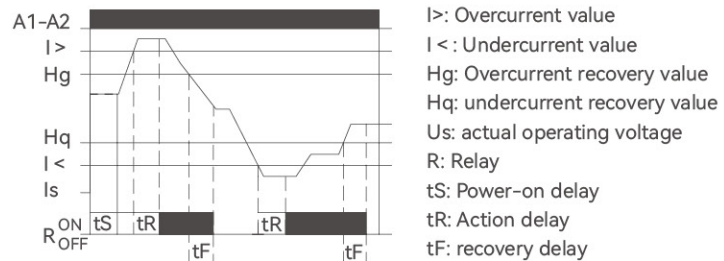 A1-A2
I>
Hg
Hq
I<
Is
R ON OFF
tS
tR
tF
tR
tF
I>: Overcurrent value
I<: Undercurrent value
Hg: Overcurrent recovery value
Hq: undercurrent recovery value
Us: actual operating voltage
R: Relay
tS: Power-on delay
tR: Action delay
tF: recovery delay